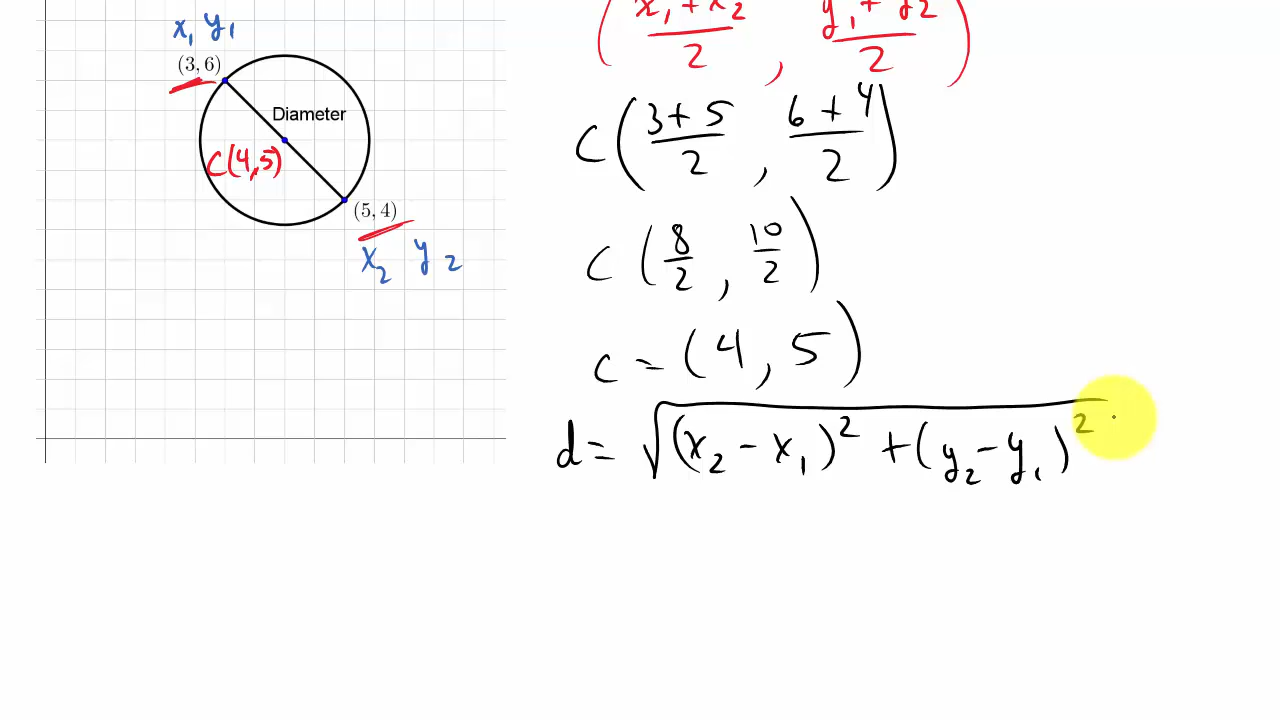 x₁ y₁
(3, 6)
Diameter
C(4,5)
(5, 4)
x₂ y₂
(x₁+x₂/2, y₁+y₂/2)
C(3+5/2, 6+4/2)
C(8/2, 10/2)
C=(4,5)
d=√(x₂-x₁)²+(y₂-y₁)²